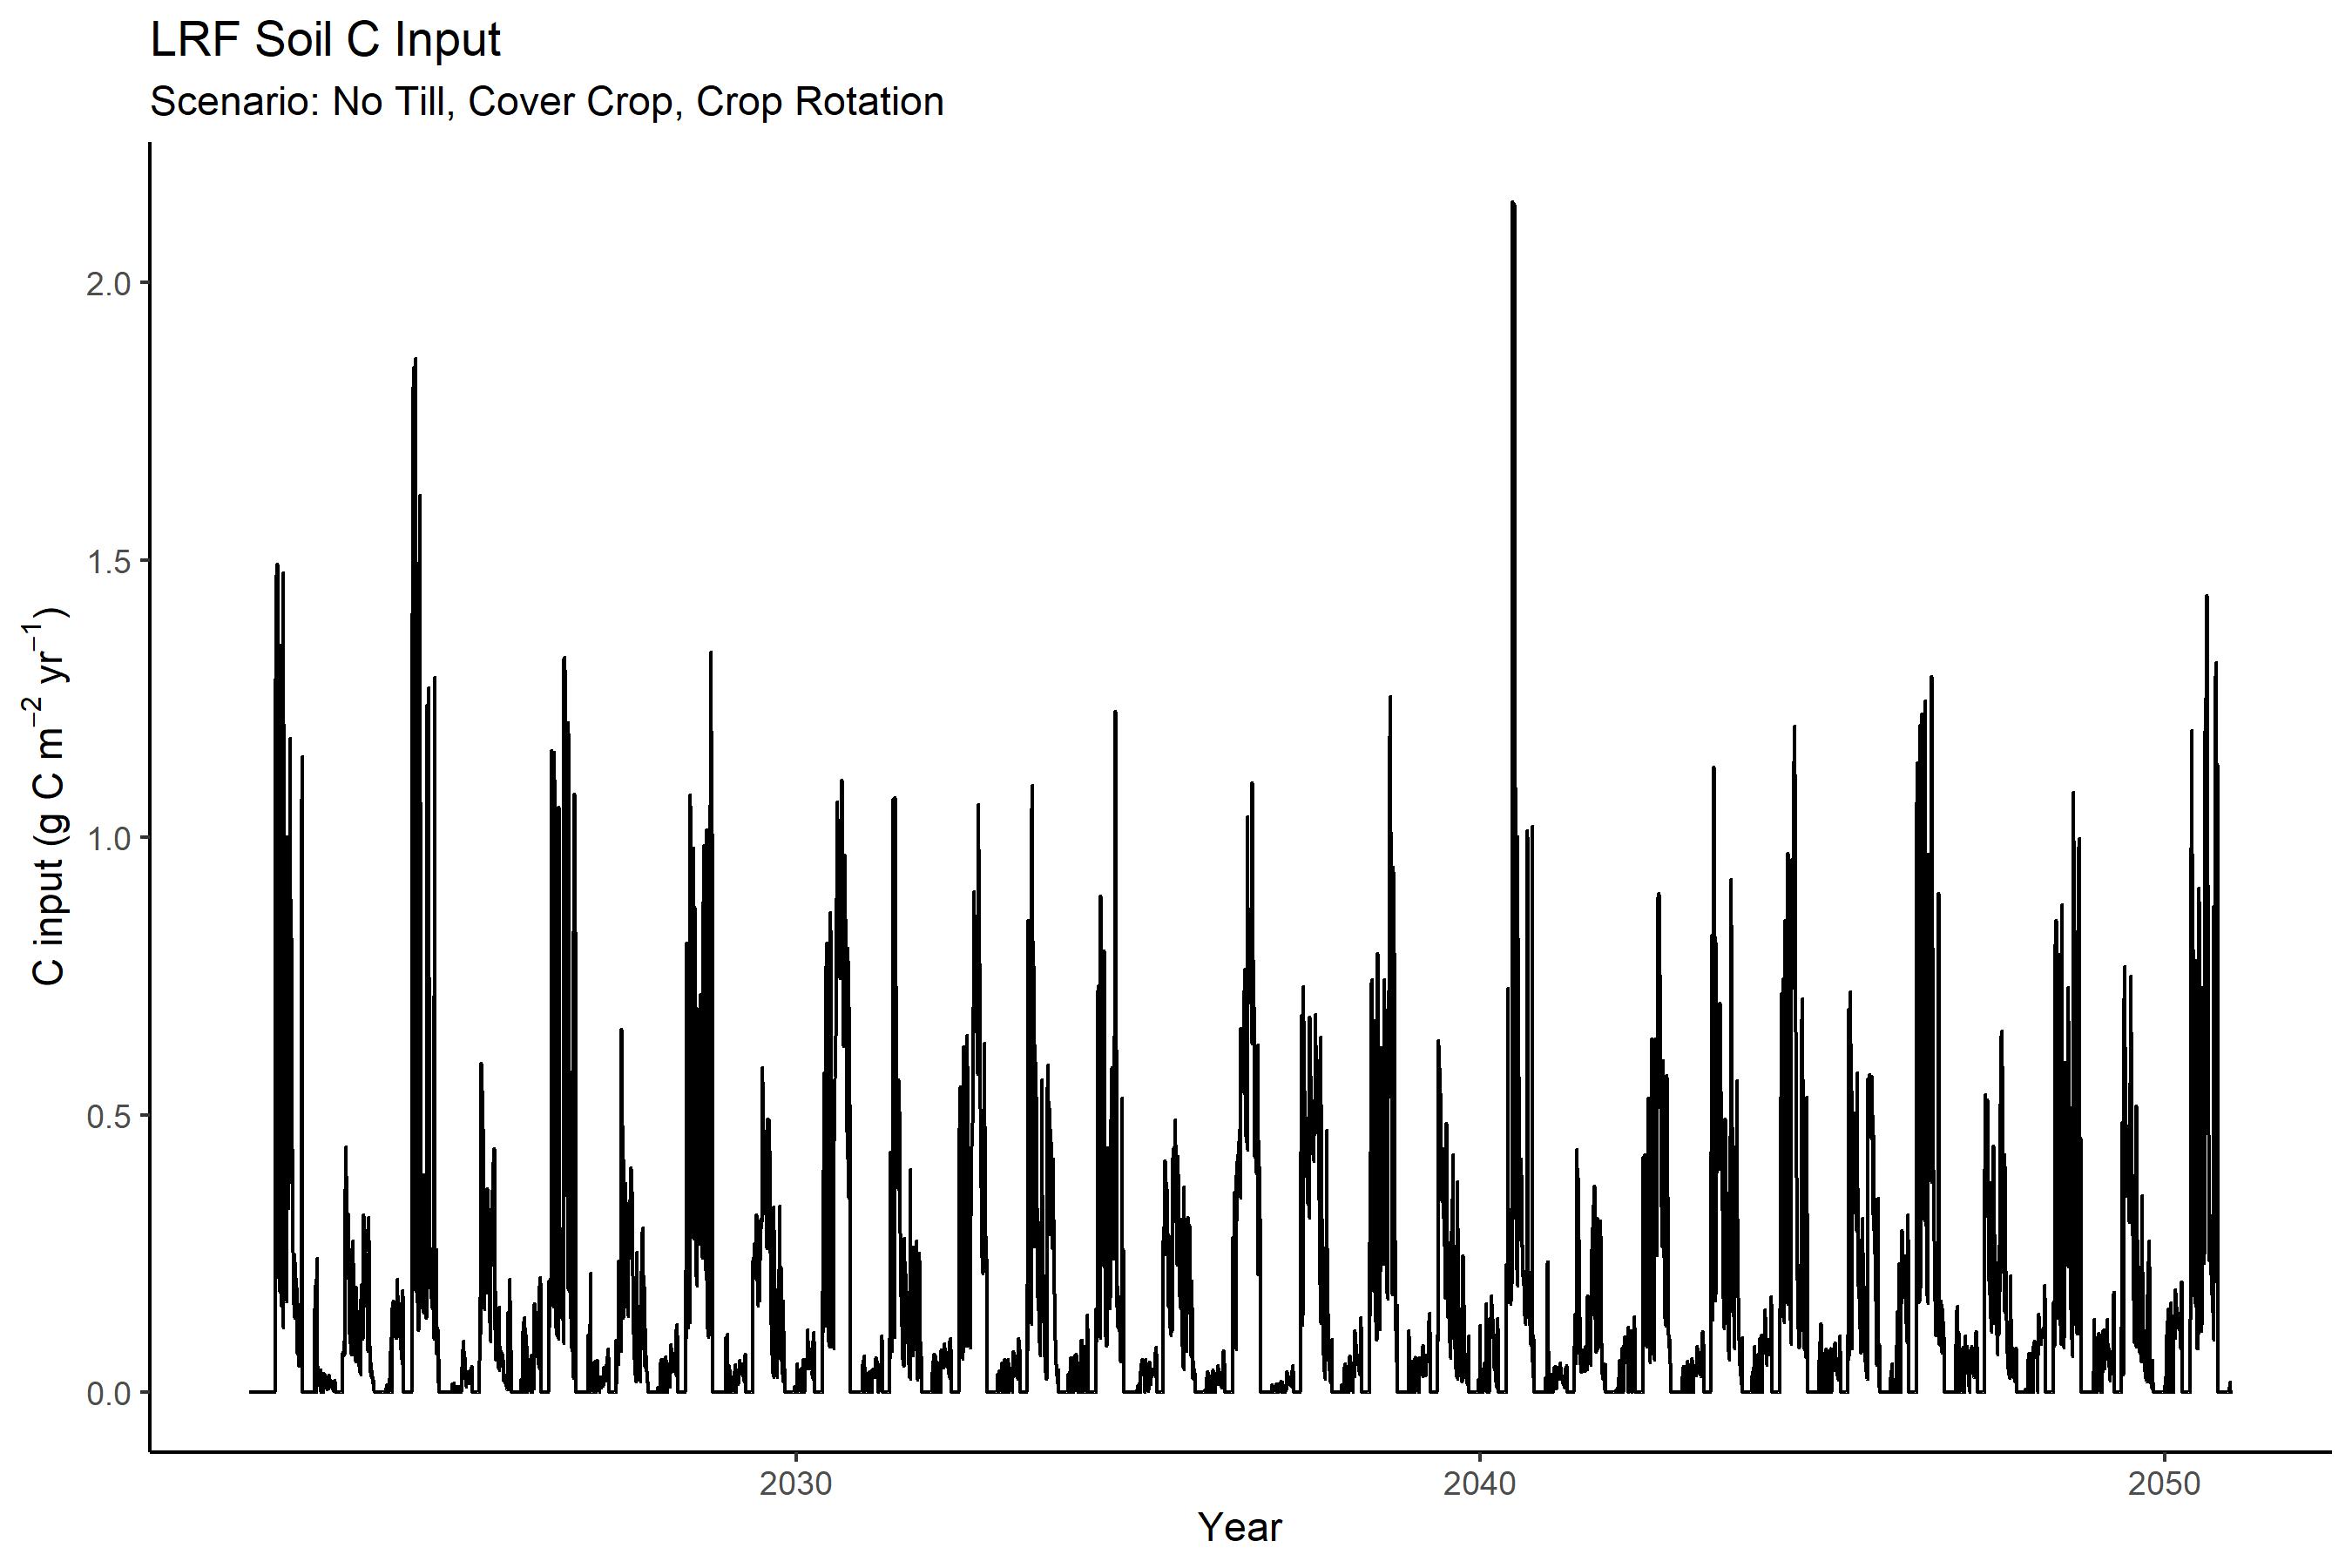 LRF Soil C Input
Scenario: No Till, Cover Crop, Crop Rotation
C input (g C m⁻² yr⁻¹)
2.0
1.5
1.0
0.5
0.0
2030 2040 2050
Year